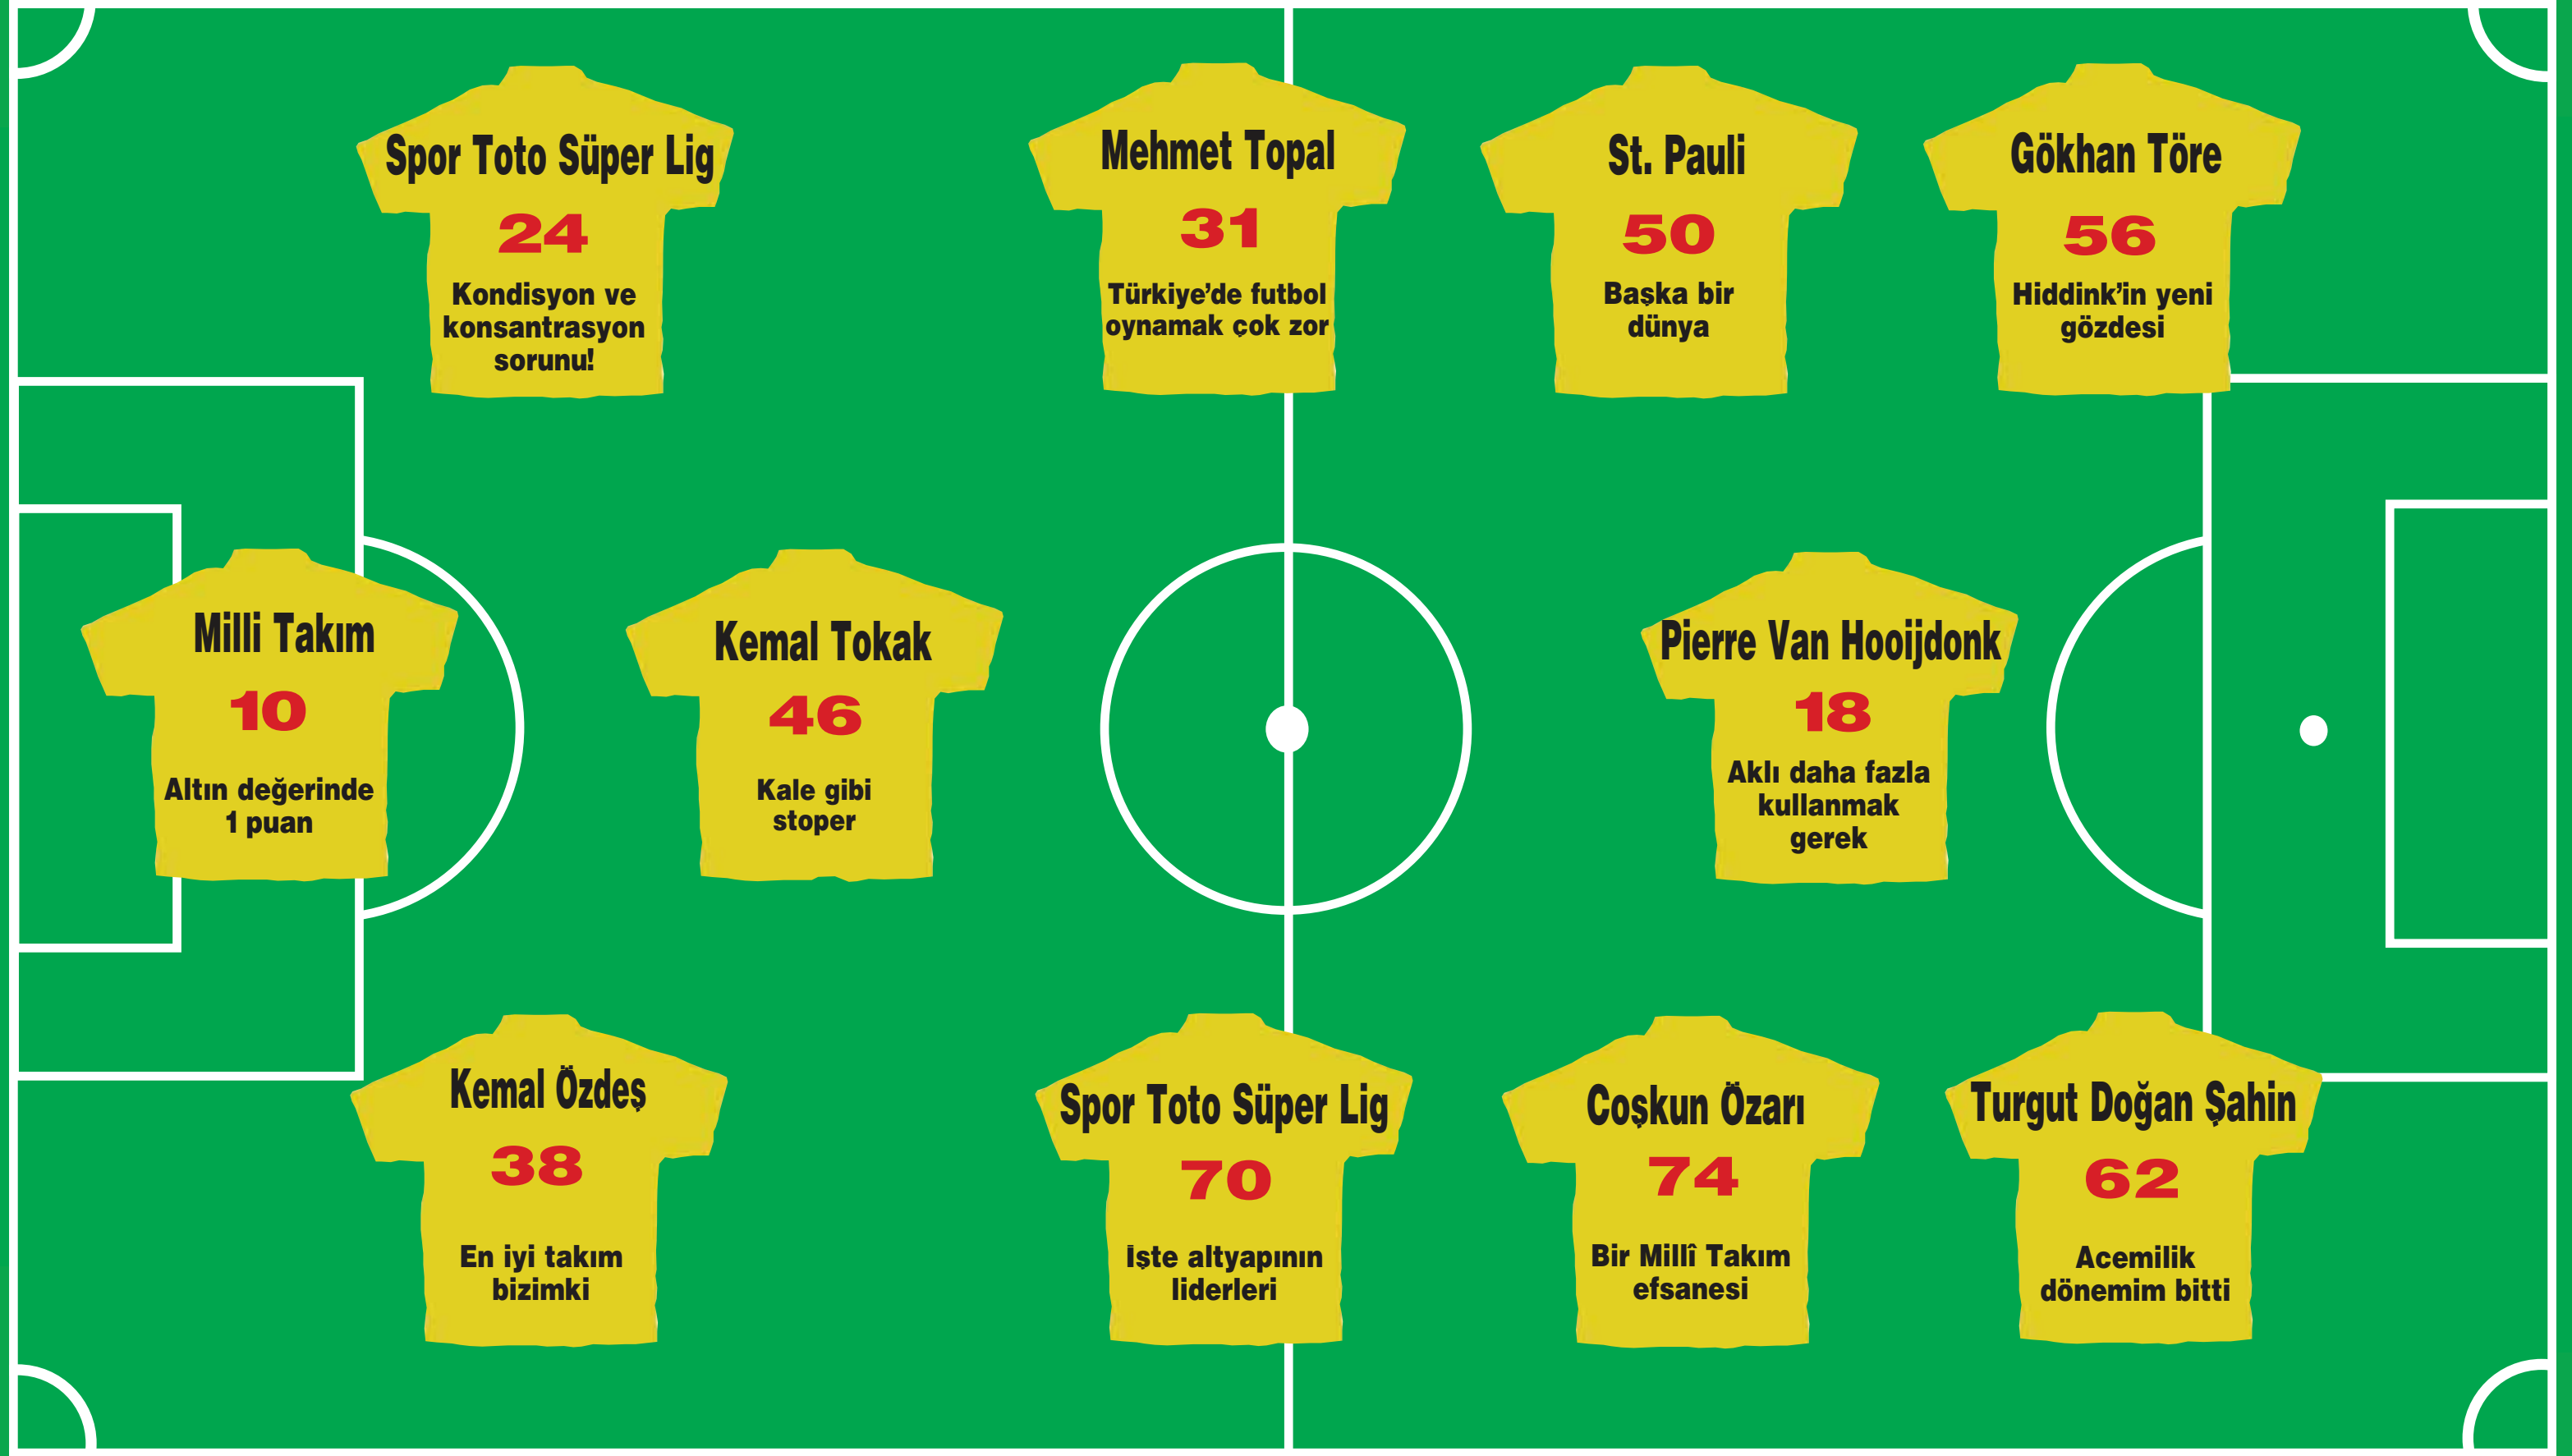 Spor Toto Süper Lig
24
Kondisyon ve
konsantrasyon
sorunu!
Mehmet Topal
31
Türkiye’de futbol
oynamak çok zor
St. Pauli
50
Başka bir
dünya
Gökhan Töre
56
Hiddink’in yeni
gözdesi
Milli Takım
10
Altın değerinde
1 puan
Kemal Tokak
46
Kale gibi
stoper
Pierre Van Hooijdonk
18
Aklı daha fazla
kullanmak
gerek
Kemal Özdeş
38
En iyi takım
bizimki
Spor Toto Süper Lig
70
İşte altyapının
liderleri
Coşkun Özarı
74
Bir Millî Takım
efsanesi
Turgut Doğan Şahin
62
Acemilik
dönemim bitti